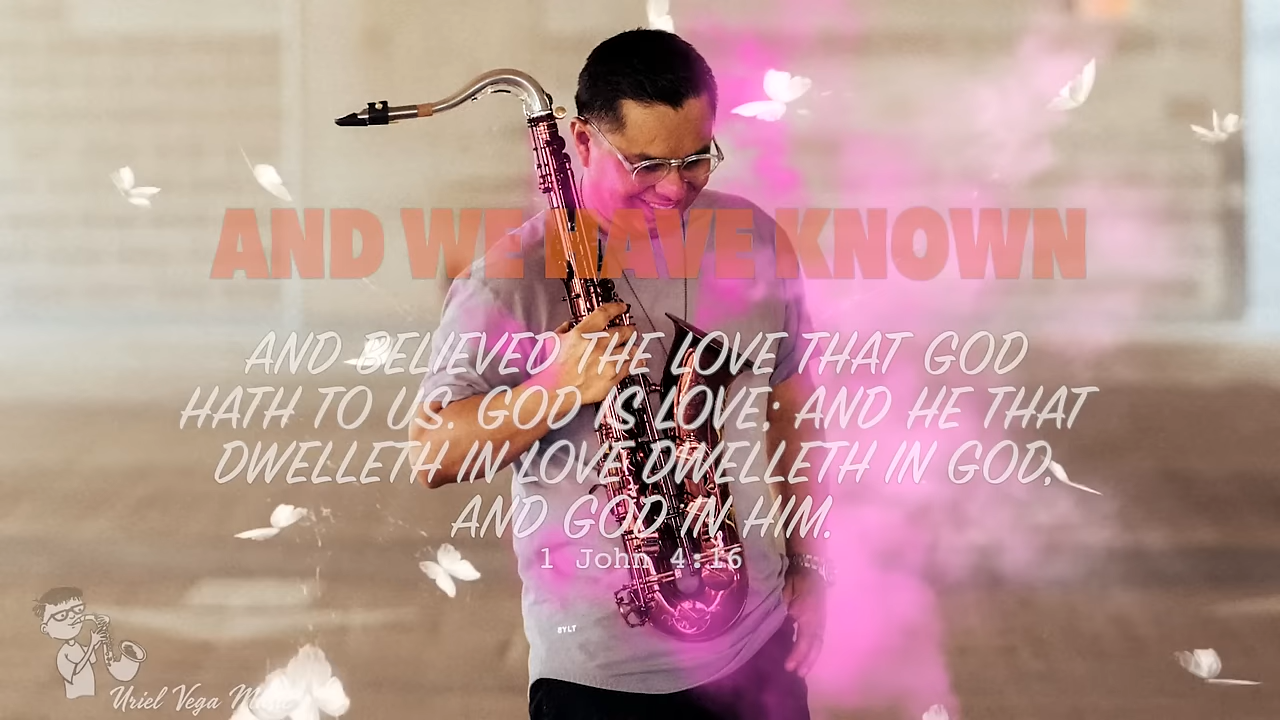 AND WE HAVE KNOWN
AND BELIEVED THE LOVE THAT GOD
HATH TO US. GOD IS LOVE; AND HE THAT
DWELLETH IN LOVE DWELLETH IN GOD,
AND GOD IN HIM.
1 John 4:16
BYLT
Uriel Vega Music